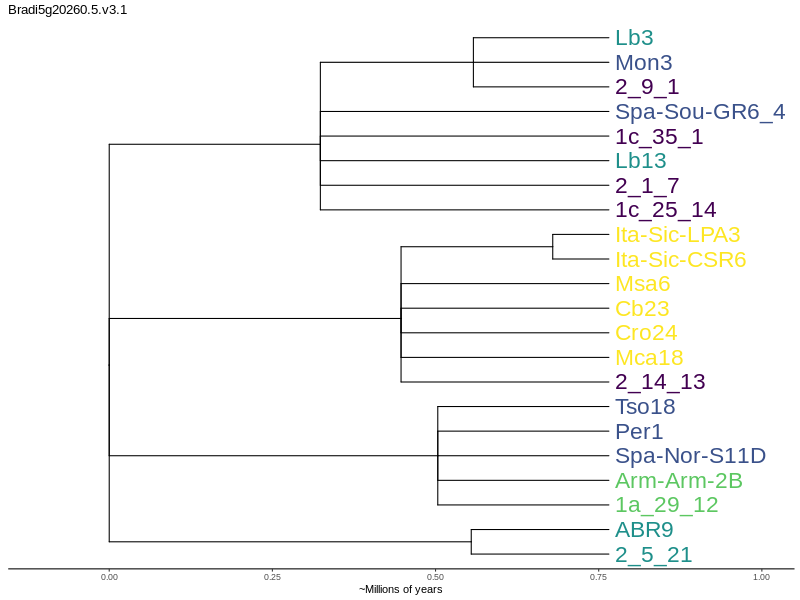 Bradi5g20260.5.v3.1
Lb3
Mon3
2_9_1
Spa-Sou-GR6_4
1c_35_1
Lb13
2_1_7
1c_25_14
Ita-Sic-LPA3
Ita-Sic-CSR6
Msa6
Cb23
Cro24
Mca18
2_14_13
Tso18
Per1
Spa-Nor-S11D
Arm-Arm-2B
1a_29_12
ABR9
2_5_21
0.00 0.25 0.50 0.75 1.00
~Millions of years